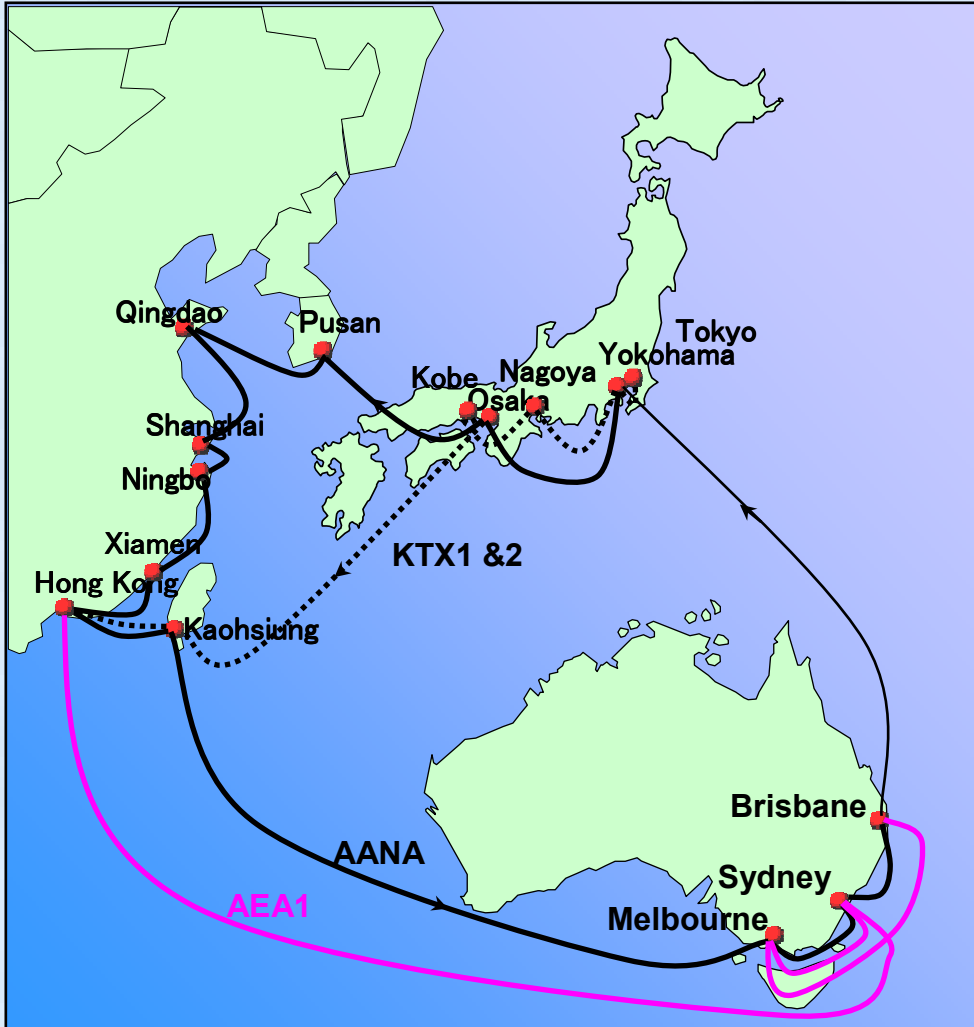 Qingdao
Pusan
Tokyo
Yokohama
Nagoya
Kobe
Osaka
Shanghai
Ningbo
KTX1 &2
Xiamen
Hong Kong
Kaohsiung
Brisbane
AANA
Sydney
AEA1
Melbourne